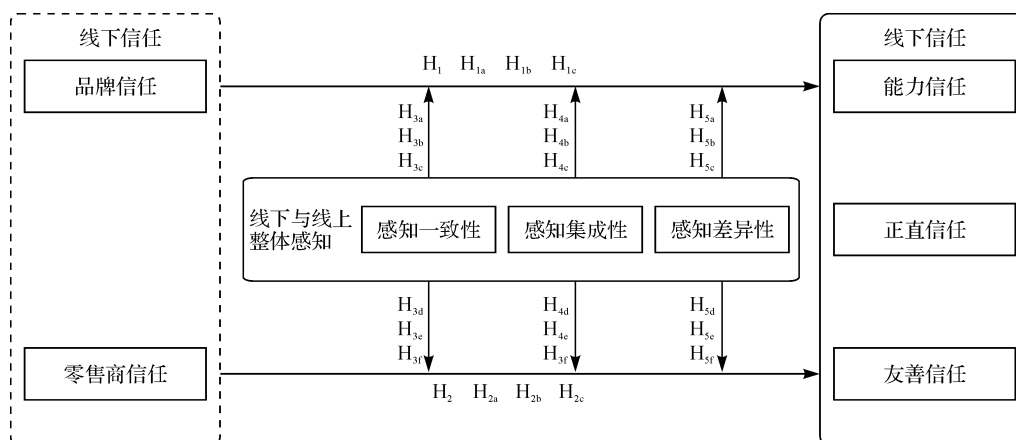 线下信任
线下信任
品牌信任
H1 H1a H1b H1c
能力信任
H3a H4a H5a
H3b H4b H5b
H3c H4c H5c
线下与线上
整体感知
感知一致性
感知集成性
感知差异性
正直信任
H3d H4d H5d
H3e H4e H5e
H3f H3f H5f
零售商信任
友善信任
H2 H2a H2b H2c